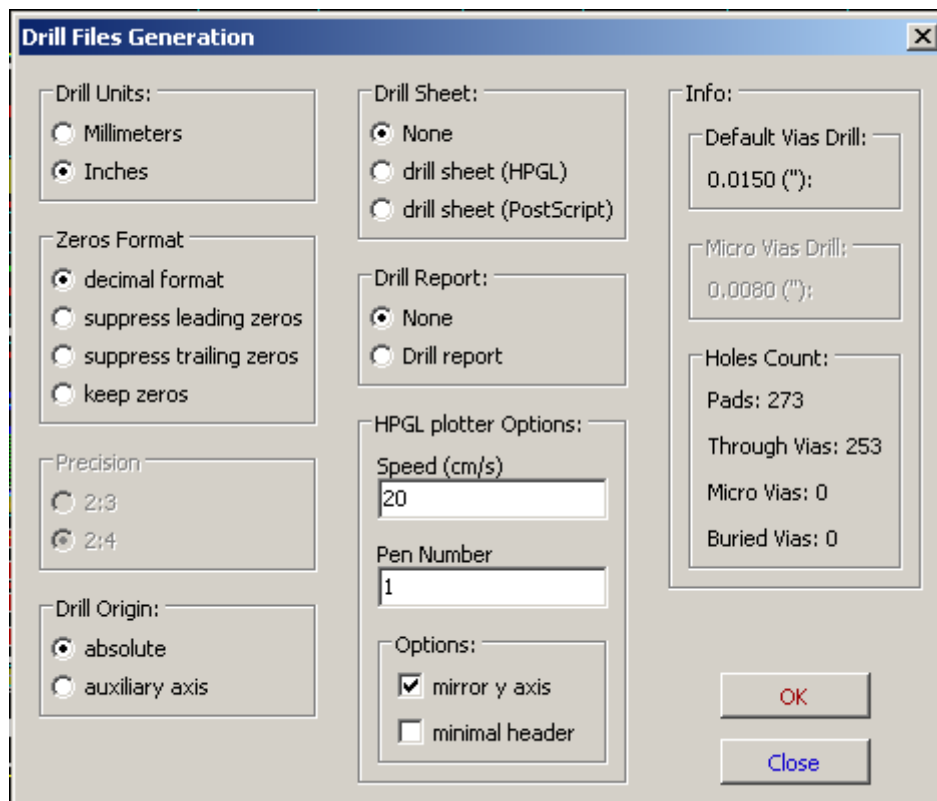 Drill Files Generation
Drill Units:
Millimeters
Inches
Zeros Format
decimal format
suppress leading zeros
suppress trailing zeros
keep zeros
Precision
2:3
2:4
Drill Origin:
absolute
auxiliary axis
Drill Sheet:
None
drill sheet (HPGL)
drill sheet (PostScript)
Drill Report:
None
Drill report
HPGL plotter Options:
Speed (cm/s)
20
Pen Number
1
Options:
mirror y axis
minimal header
Info:
Default Vias Drill:
0.0150 ("):
Micro Vias Drill:
0.0080 ("):
Holes Count:
Pads: 273
Through Vias: 253
Micro Vias: 0
Buried Vias: 0
OK
Close